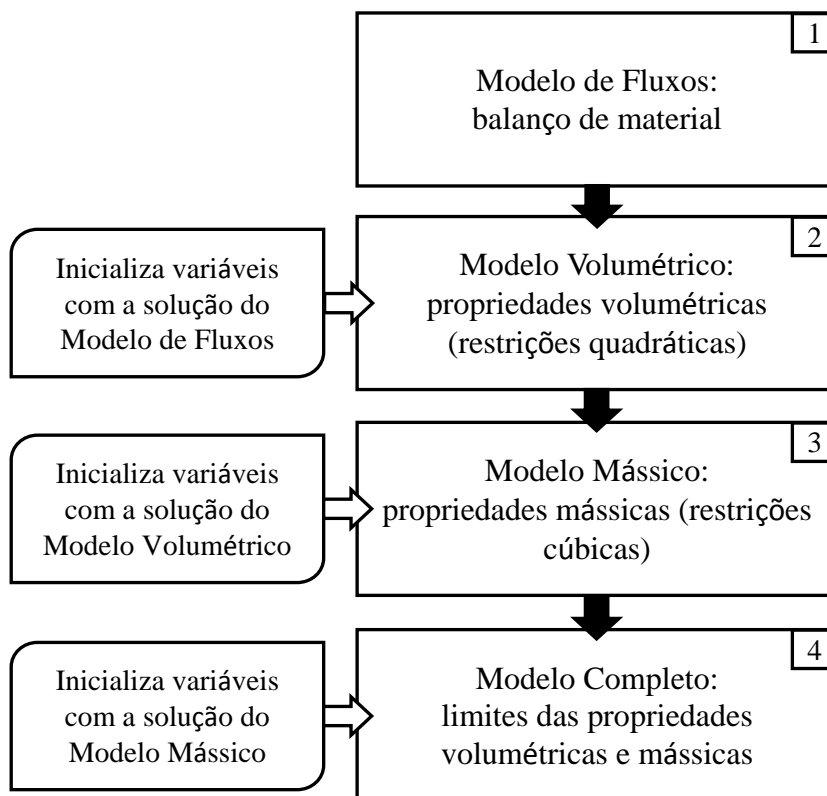 1
Modelo de Fluxos:
balanço de material
2
Modelo Volumétrico:
propriedades volumétricas
(restrições quadráticas)
Inicializa variáveis
com a solução do
Modelo de Fluxos
3
Modelo Mássico:
propriedades mássicas (restrições
cúbicas)
Inicializa variáveis
com a solução do
Modelo Volumétrico
4
Modelo Completo:
limites das propriedades
volumétricas e mássicas
Inicializa variáveis
com a solução do
Modelo Mássico